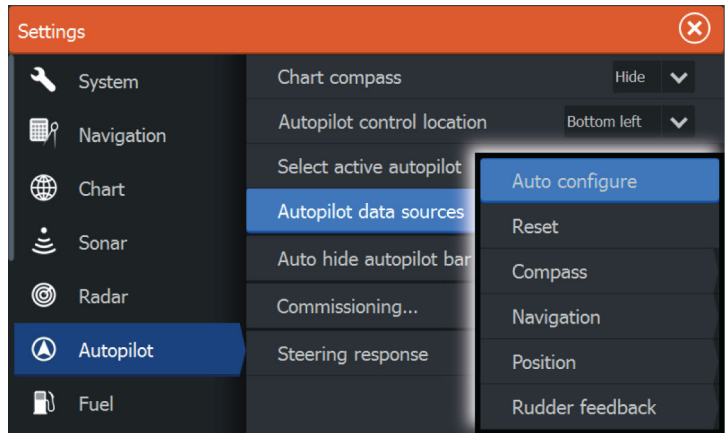 Settings
System
Navigation
Chart
Sonar
Radar
Autopilot
Fuel
Chart compass Hide
Autopilot control location Bottom left
Select active autopilot
Autopilot data sources
Auto hide autopilot bar
Commissioning...
Steering response
Auto configure
Reset
Compass
Navigation
Position
Rudder feedback